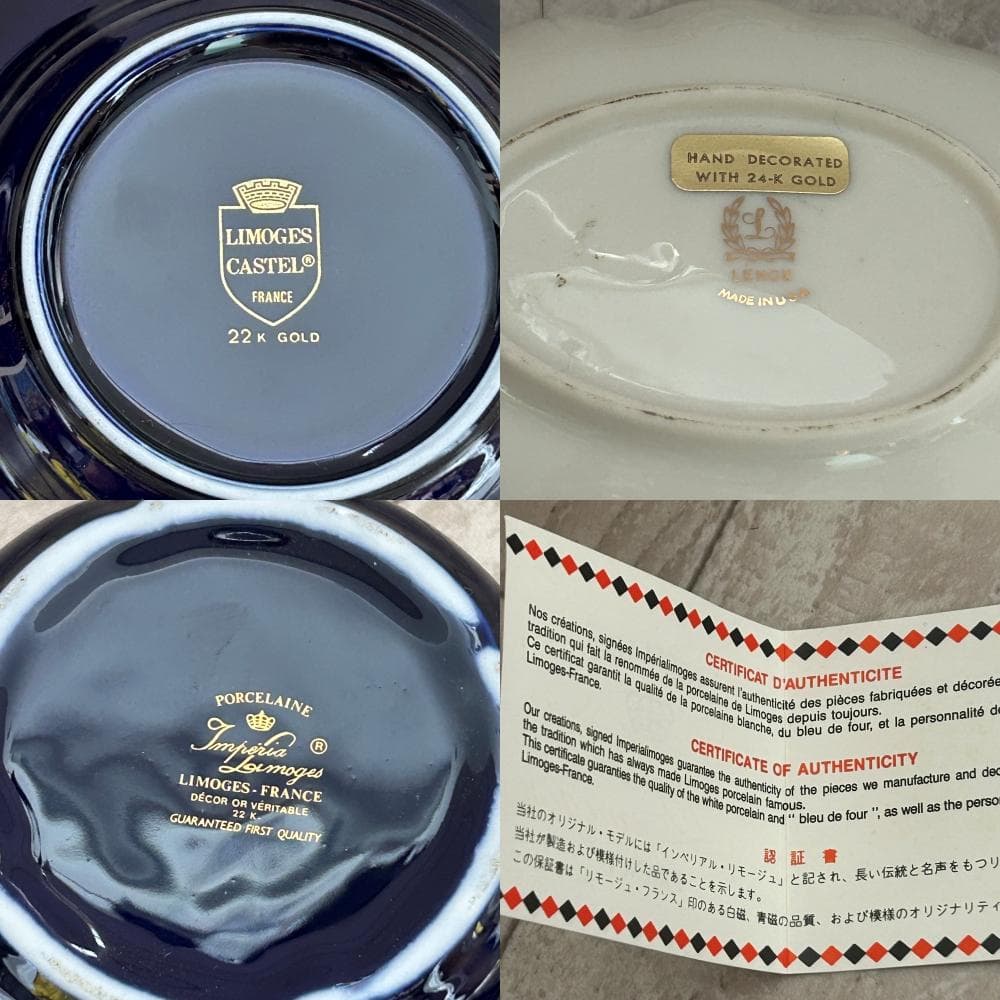 LIMOGES
CASTEL®
FRANCE
22 K GOLD
HAND DECORATED
WITH 24-K GOLD
L
LENOX
MADE IN U
PORCELAINE
Impéria ®
Limoges
LIMOGES - FRANCE
DÉCOR OR VÉRITABLE
22 K.
GUARANTEED FIRST QUALITY
CERTIFICAT D'AUTHENTICITE
Nos créations, signées Impérialimoges assurent l'authenticité des pièces fabriquées et décorée
tradition qui fait la renommée de la porcelaine de Limoges depuis toujours.
Ce certificat garantit la qualité de la porcelaine blanche, du bleu de four, et la personnalité de
Limoges-France.
CERTIFICATE OF AUTHENTICITY
Our creations, signed Imperialimoges guarantee the authenticity of the pieces we manufacture and dec
the tradition which has always made Limoges porcelain famous.
This certificate guaranties the quality of the white porcelain and " bleu de four ", as well as the perso
Limoges-France.
認 証 書
当社のオリジナル・モデルには「インペリアル・リモージュ」と記され、長い伝統と名声をもつリ
当社が製造および模様付けした品であることを示します。
この保証書は「リモージュ・フランス」印のある白磁、青磁の品質、および模様のオリジナリティ